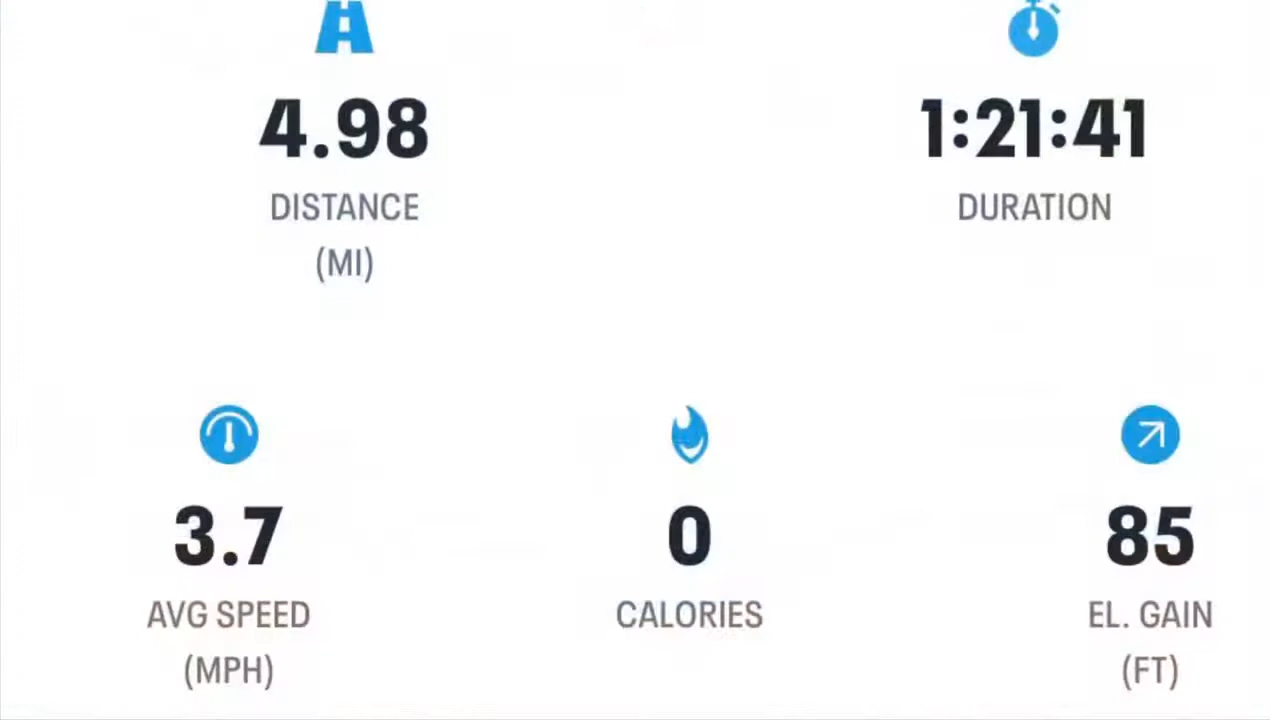 4.98
1:21:41
DISTANCE
(MI)
DURATION
3.7
0
85
AVG SPEED
(MPH)
CALORIES
EL. GAIN
(FT)